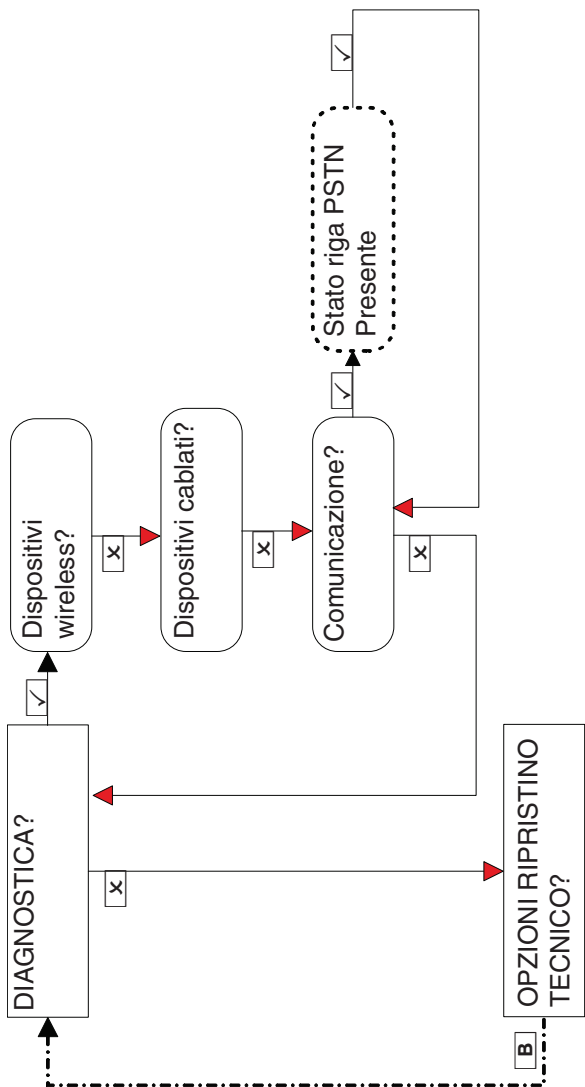 DIAGNOSTICA?
✓
Dispositivi
wireless?
x
Dispositivi cablati?
x
Comunicazione?
✓
Stato riga PSTN
Presente
✓
x
x
B
OPZIONI RIPRISTINO
TECNICO?